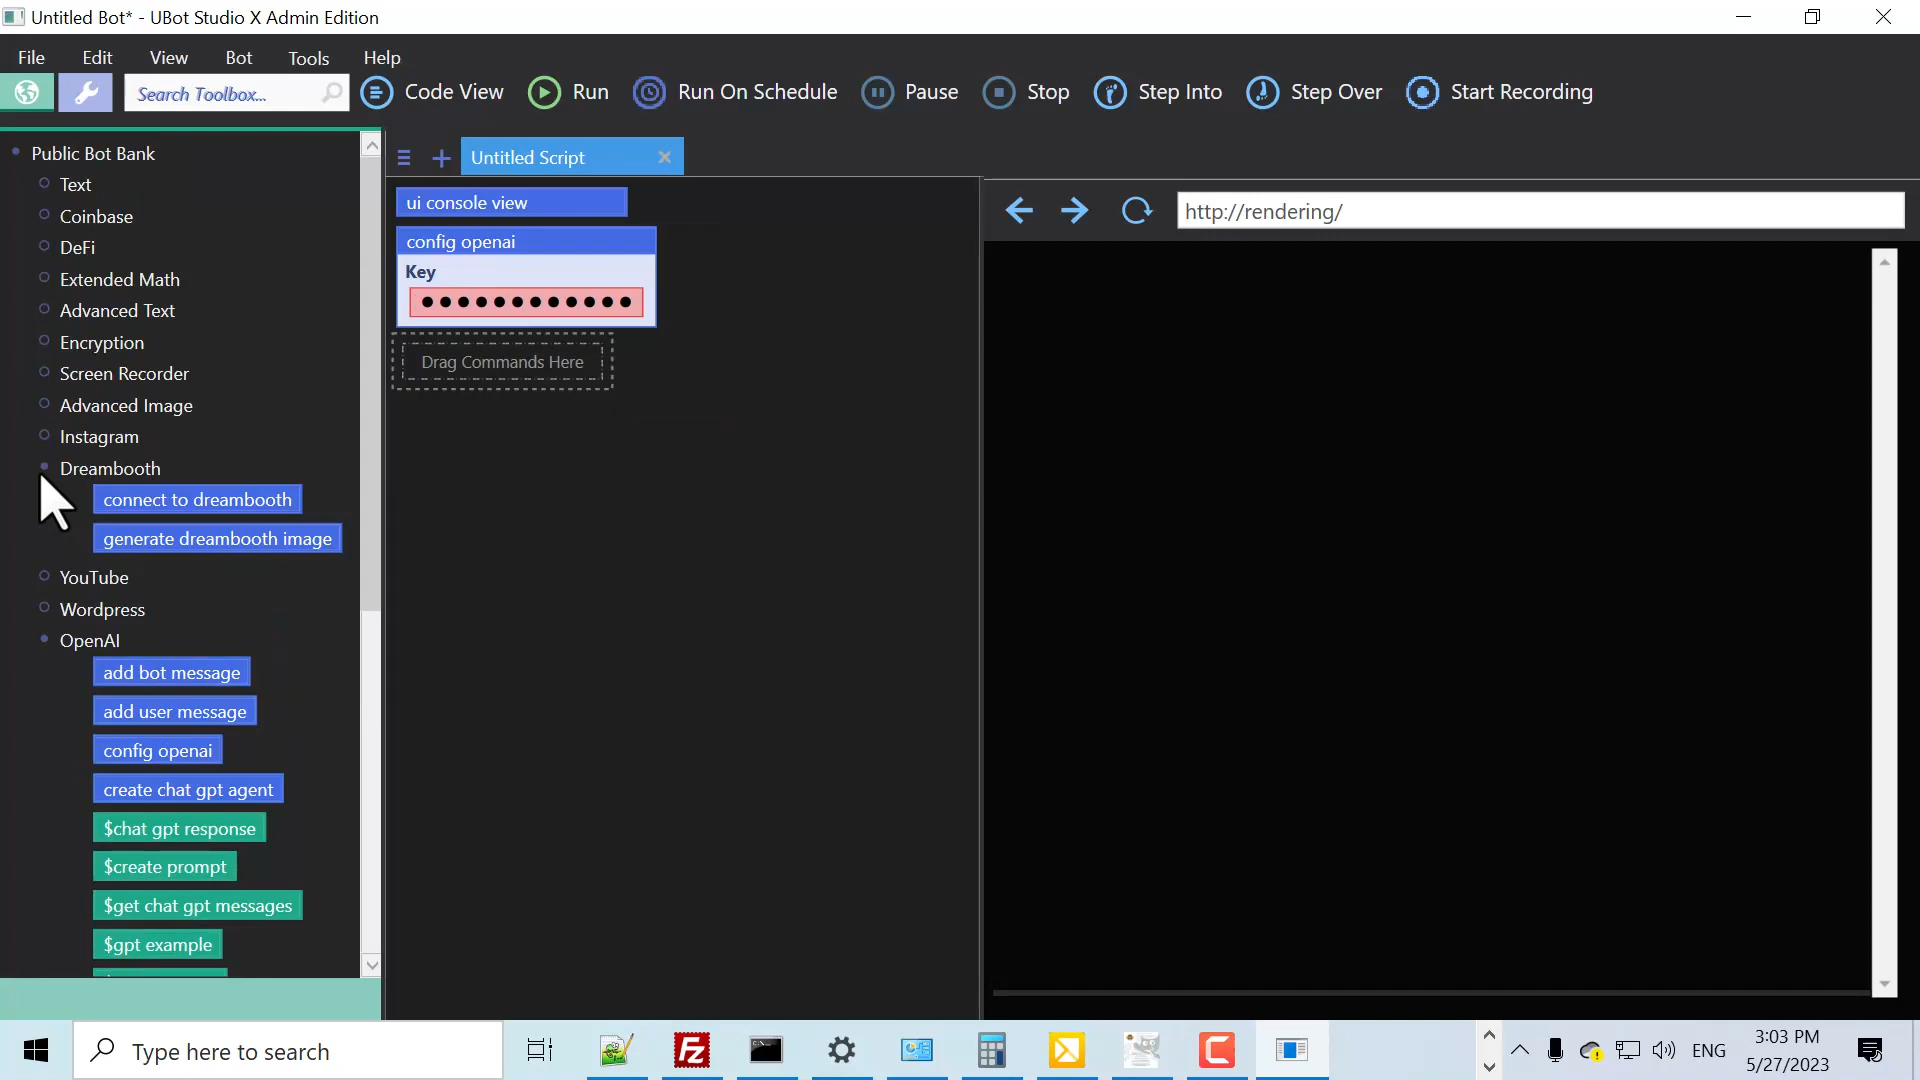 Untitled Bot* - UBot Studio X Admin Edition
File Edit View Bot Tools Help
Search Toolbox...
Code View Run Run On Schedule Pause Stop Step Into Step Over Start Recording
Public Bot Bank
Text
Coinbase
DeFi
Extended Math
Advanced Text
Encryption
Screen Recorder
Advanced Image
Instagram
Dreambooth
connect to dreambooth
generate dreambooth image
YouTube
Wordpress
OpenAI
add bot message
add user message
config openai
create chat gpt agent
$chat gpt response
$create prompt
$get chat gpt messages
$gpt example
Untitled Script
ui console view
config openai
Key
Drag Commands Here
http://rendering/
Type here to search
ENG
3:03 PM
5/27/2023